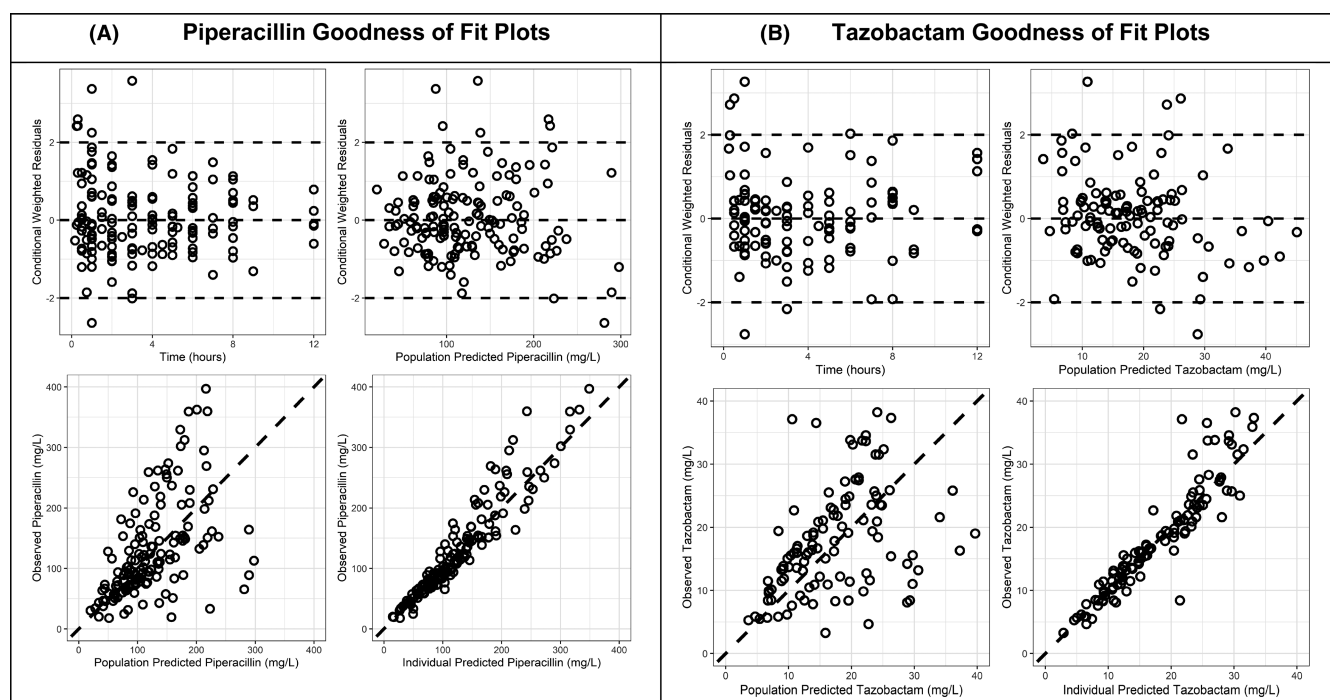 (A) Piperacillin Goodness of Fit Plots
Conditional Weighted Residuals
2
0
-2
0 4 8 12
Time (hours)
Conditional Weighted Residuals
2
0
-2
100 200 300
Population Predicted Piperacillin (mg/L)
Observed Piperacillin (mg/L)
400
300
200
100
0
0 100 200 300 400
Population Predicted Piperacillin (mg/L)
Observed Piperacillin (mg/L)
400
300
200
100
0
0 100 200 300 400
Individual Predicted Piperacillin (mg/L)
(B) Tazobactam Goodness of Fit Plots
Conditional Weighted Residuals
2
0
-2
0 4 8 12
Time (hours)
Conditional Weighted Residuals
2
0
-2
10 20 30 40
Population Predicted Tazobactam (mg/L)
Observed Tazobactam (mg/L)
40
30
20
10
0
0 10 20 30 40
Population Predicted Tazobactam (mg/L)
Observed Tazobactam (mg/L)
40
30
20
10
0
0 10 20 30 40
Individual Predicted Tazobactam (mg/L)